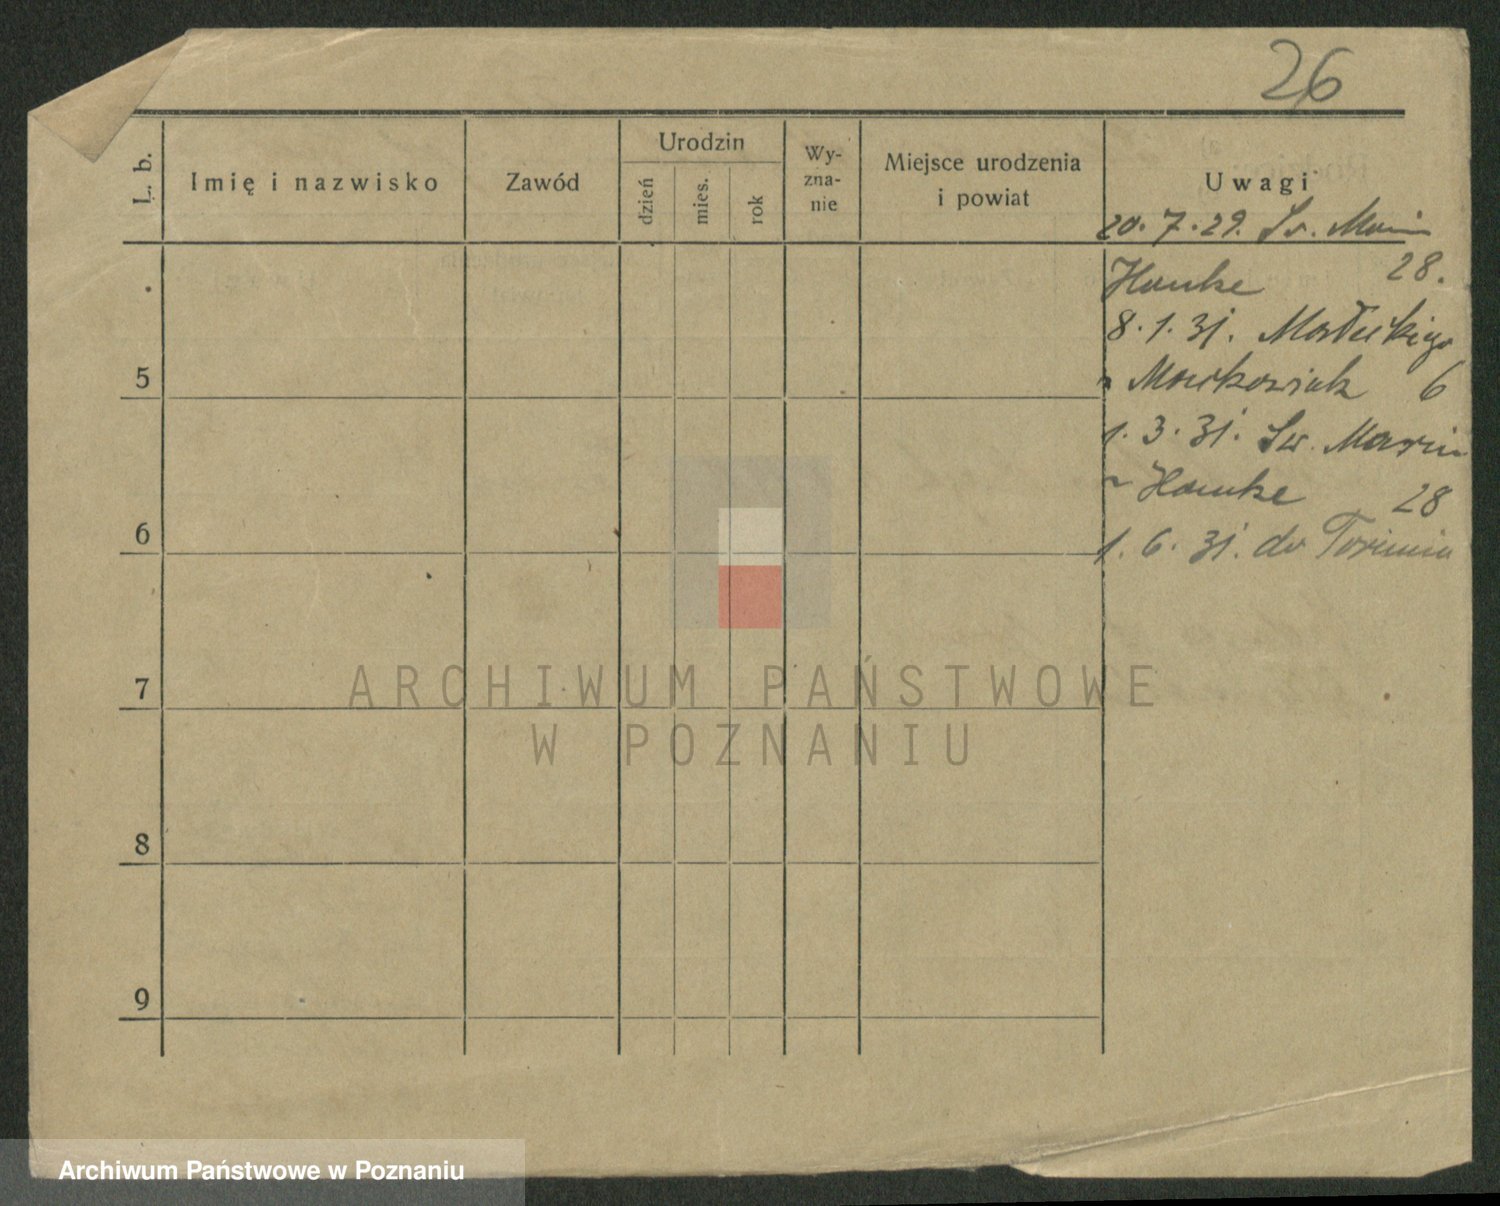 26
L. b.
Imię i nazwisko
Zawód
Urodzin
dzień
mies.
rok
Wy-
zna-
nie
Miejsce urodzenia
i powiat
Uwagi
20. 7. 29. Św. Marcin
Hanke 28.
8. 1. 31.
6
1. 3. 31. Św. Marcin
Hanke 28
1. 6. 31. do Torunia
5
6
7
8
9
ARCHIWUM PAŃSTWOWE
W POZNANIU
Archiwum Państwowe w Poznaniu